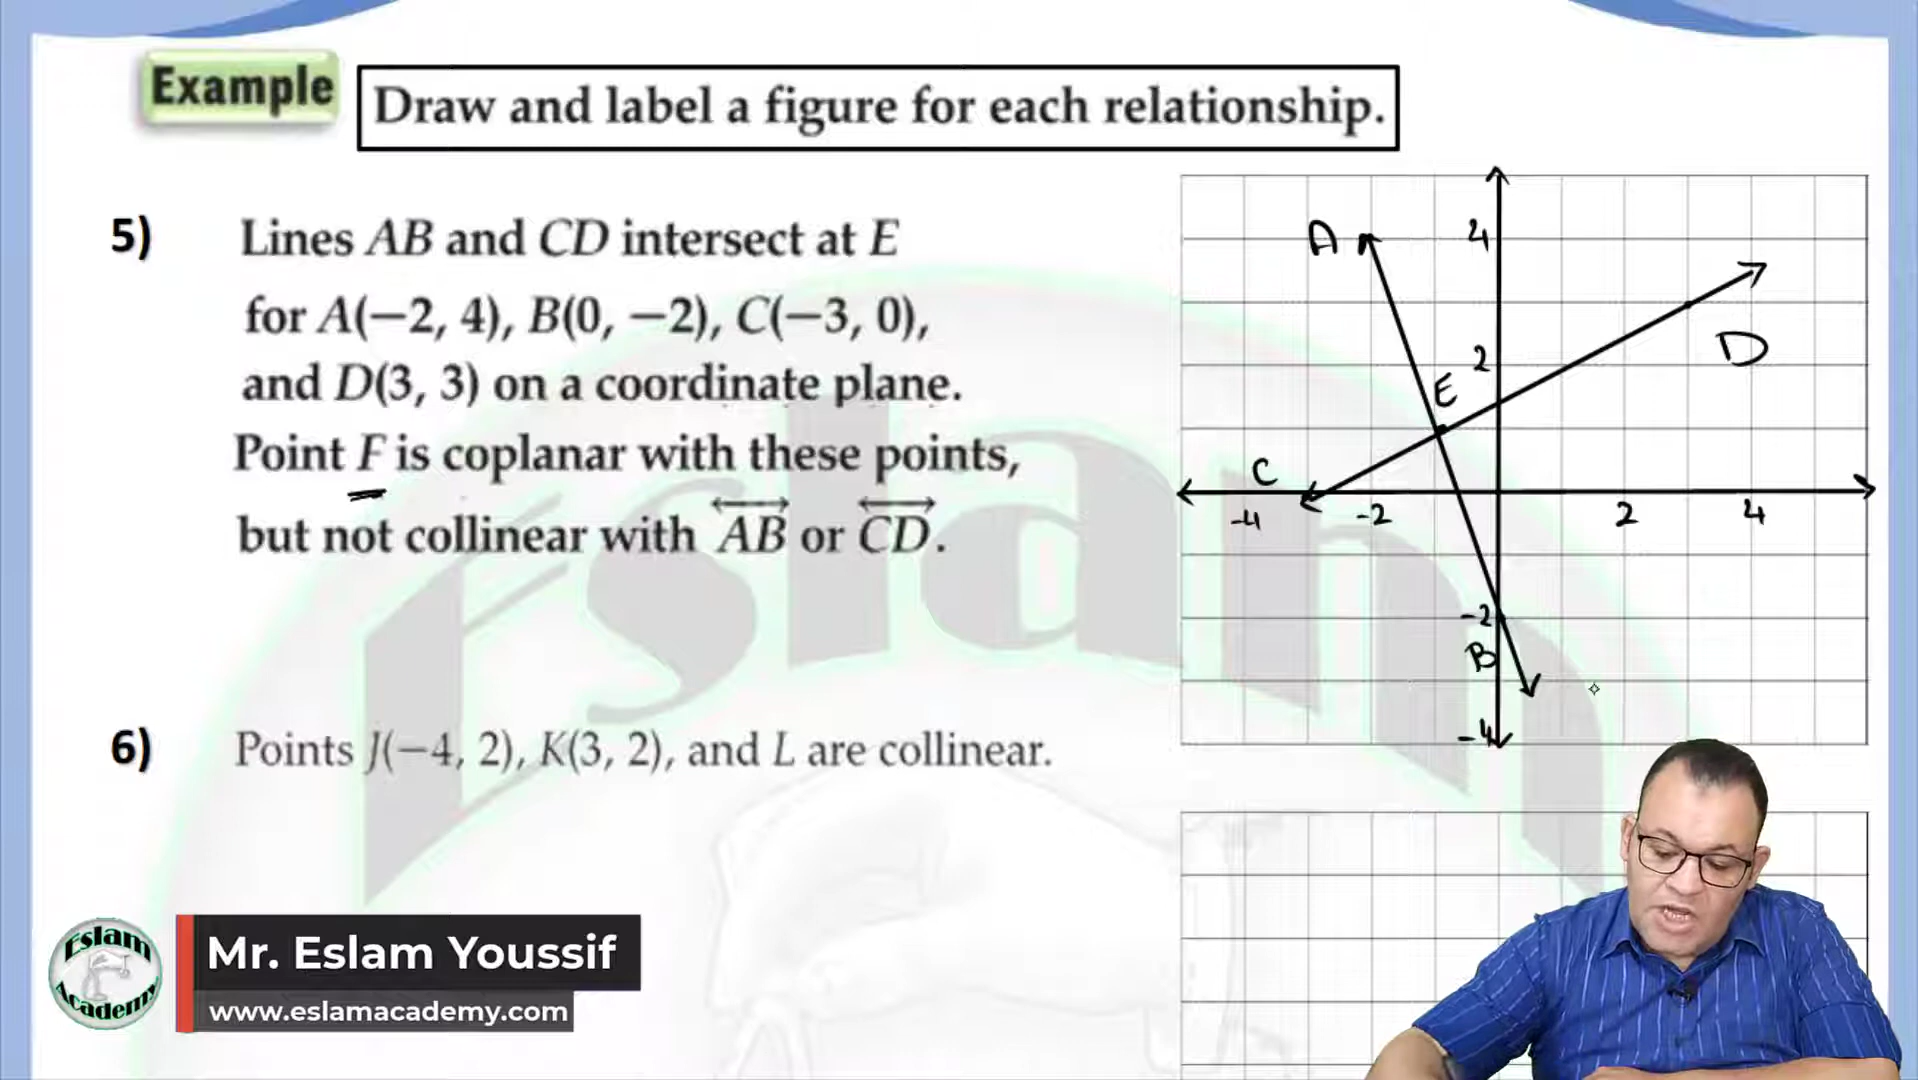 Example
Draw and label a figure for each relationship.
5) Lines AB and CD intersect at E
for A(−2, 4), B(0, −2), C(−3, 0),
and D(3, 3) on a coordinate plane.
Point F is coplanar with these points,
but not collinear with AB or CD.
6) Points J(−4, 2), K(3, 2), and L are collinear.
A
4
2
D
E
C
-4
-2
2
4
-2
B
-4
Eslam
Eslam
Academy
Mr. Eslam Youssif
www.eslamacademy.com